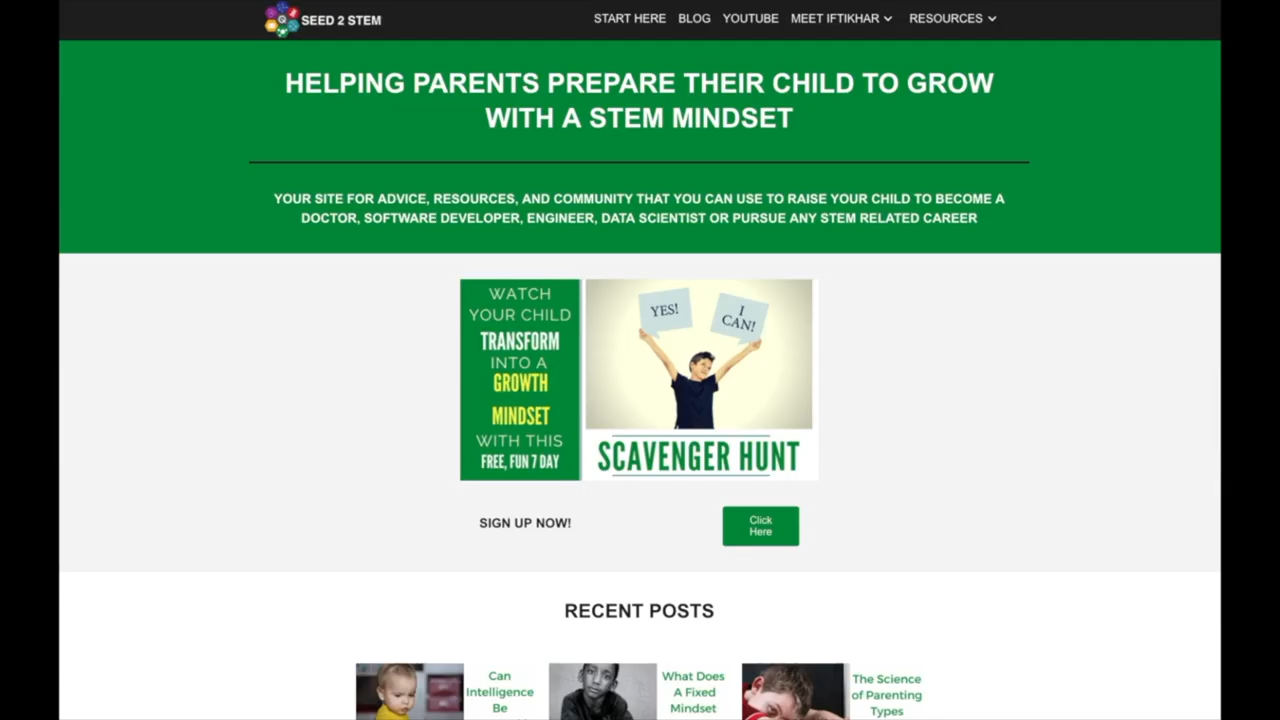 SEED 2 STEM
START HERE BLOG YOUTUBE MEET IFTIKHAR RESOURCES
HELPING PARENTS PREPARE THEIR CHILD TO GROW
WITH A STEM MINDSET
YOUR SITE FOR ADVICE, RESOURCES, AND COMMUNITY THAT YOU CAN USE TO RAISE YOUR CHILD TO BECOME A
DOCTOR, SOFTWARE DEVELOPER, ENGINEER, DATA SCIENTIST OR PURSUE ANY STEM RELATED CAREER
WATCH
YOUR CHILD
TRANSFORM
INTO A
GROWTH
MINDSET
WITH THIS
FREE, FUN 7 DAY
YES!
I
CAN!
SCAVENGER HUNT
SIGN UP NOW!
Click
Here
RECENT POSTS
Can
Intelligence
Be
What Does
A Fixed
Mindset
The Science
of Parenting
Types